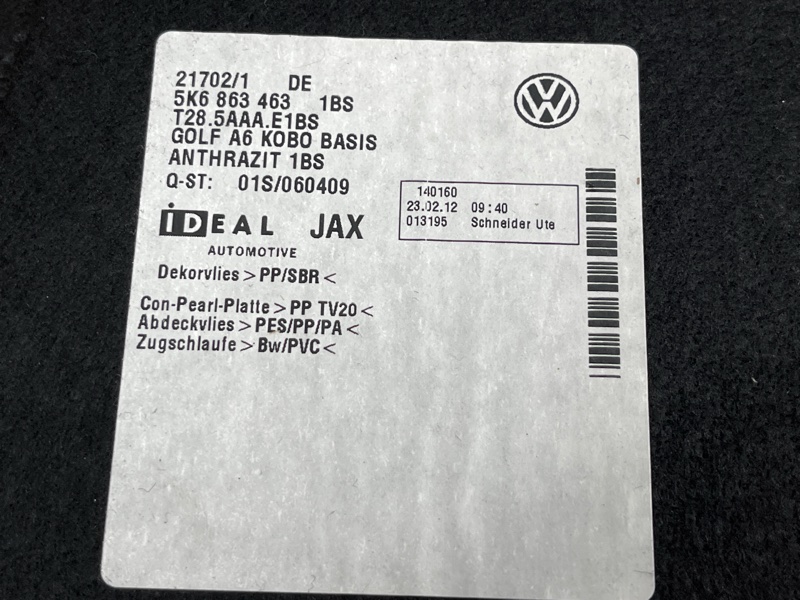 21702/1 DE
5K6 863 463 1BS
T28.5AAA.E1BS
GOLF A6 KOBO BASIS
ANTHRAZIT 1BS
Q-ST: 01S/060409
140160
23.02.12 09:40
013195 Schneider Ute
iDEAL JAX
AUTOMOTIVE
Dekorvlies > PP/SBR <
Con-Pearl-Platte > PP TV20 <
Abdeckvlies > PES/PP/PA <
Zugschlaufe > Bw/PVC <